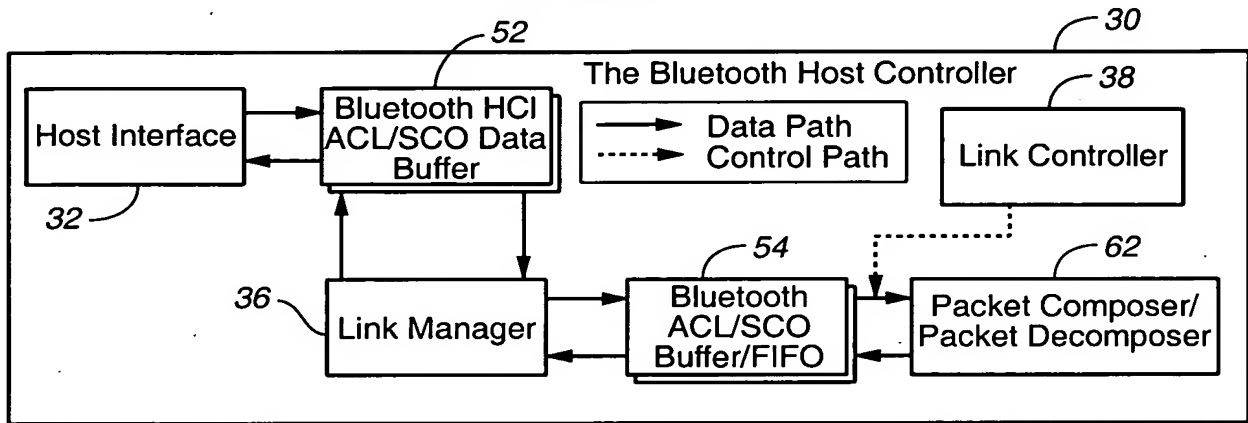 52
30
The Bluetooth Host Controller
38
Host Interface
Bluetooth HCI
ACL/SCO Data
Buffer
Data Path
Control Path
Link Controller
32
54
62
36
Link Manager
Bluetooth
ACL/SCO
Buffer/FIFO
Packet Composer/
Packet Decomposer